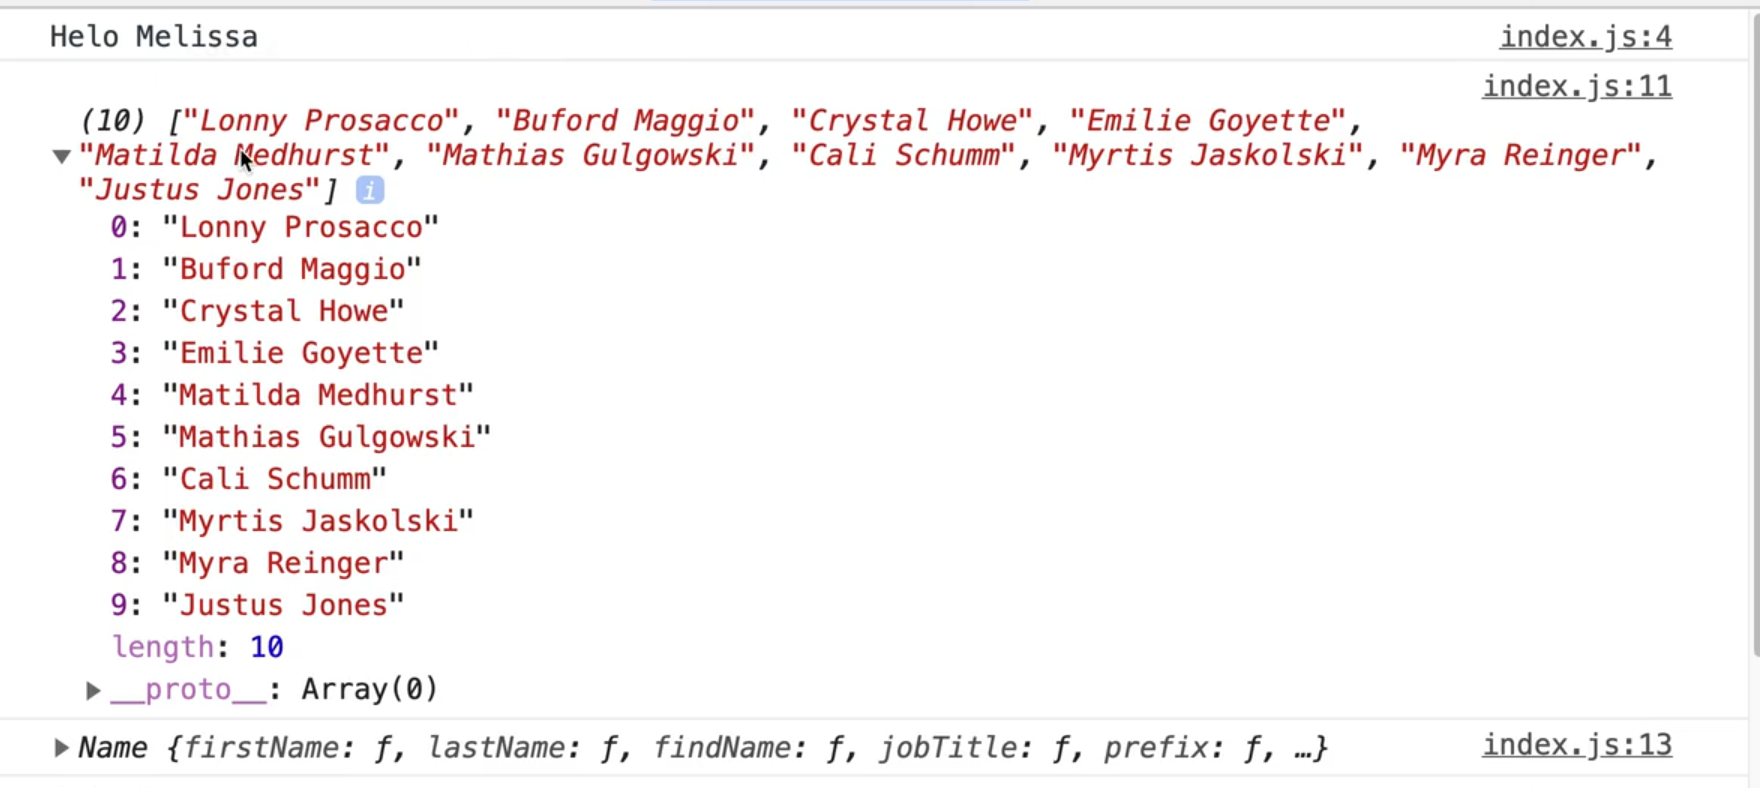 Helo Melissa index.js:4
index.js:11
(10) ["Lonny Prosacco", "Buford Maggio", "Crystal Howe", "Emilie Goyette",
"Matilda Medhurst", "Mathias Gulgowski", "Cali Schumm", "Myrtis Jaskolski", "Myra Reinger",
"Justus Jones"] i
0: "Lonny Prosacco"
1: "Buford Maggio"
2: "Crystal Howe"
3: "Emilie Goyette"
4: "Matilda Medhurst"
5: "Mathias Gulgowski"
6: "Cali Schumm"
7: "Myrtis Jaskolski"
8: "Myra Reinger"
9: "Justus Jones"
length: 10
__proto__: Array(0)
Name {firstName: ƒ, lastName: ƒ, findName: ƒ, jobTitle: ƒ, prefix: ƒ, …} index.js:13